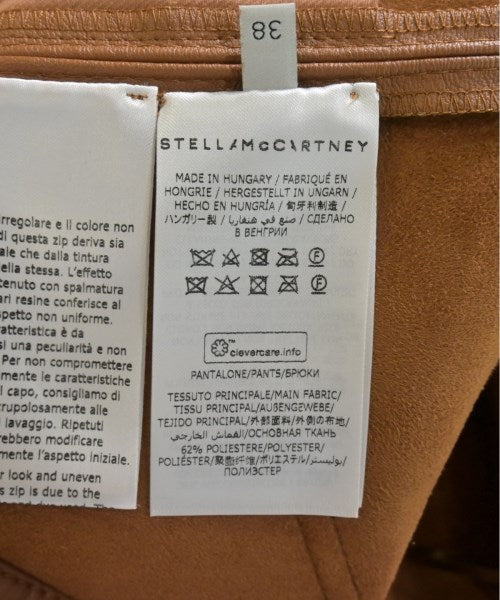 38
STELLA McCARTNEY
MADE IN HUNGARY / FABRIQUÉ EN
HONGRIE / HERGESTELLT IN UNGARN /
HECHO EN HUNGRÍA / 匈牙利制造 /
ハンガリー製 / صنع في هنغاريا / СДЕЛАНО
В ВЕНГРИИ
clevercare.info
PANTALONE/PANTS/БРЮКИ
TESSUTO PRINCIPALE/MAIN FABRIC/
TISSU PRINCIPAL/AUßENGEWEBE/
TEJIDO PRINCIPAL/外部面料/外側の布地/
القماش الخارجي/ОСНОВНАЯ ТКАНЬ
62% POLIESTERE/POLYESTER/
POLIÉSTER/聚酯纤维/ポリエステル/بوليستر/
ПОЛИЭСТЕР
irregolare e il colore non
di questa zip deriva sia
ale che dalla tintura
della stessa. L'effetto
tenuto con spalmatura
ari resine conferisce al
spetto non uniforme.
ratteristica è da
si una peculiarità e non
Per non compromettere
mente le caratteristiche
l capo, consigliamo di
crupolosamente alle
i lavaggio. Ripetuti
rebbero modificare
mente l'aspetto iniziale.
r look and uneven
is zip is due to the